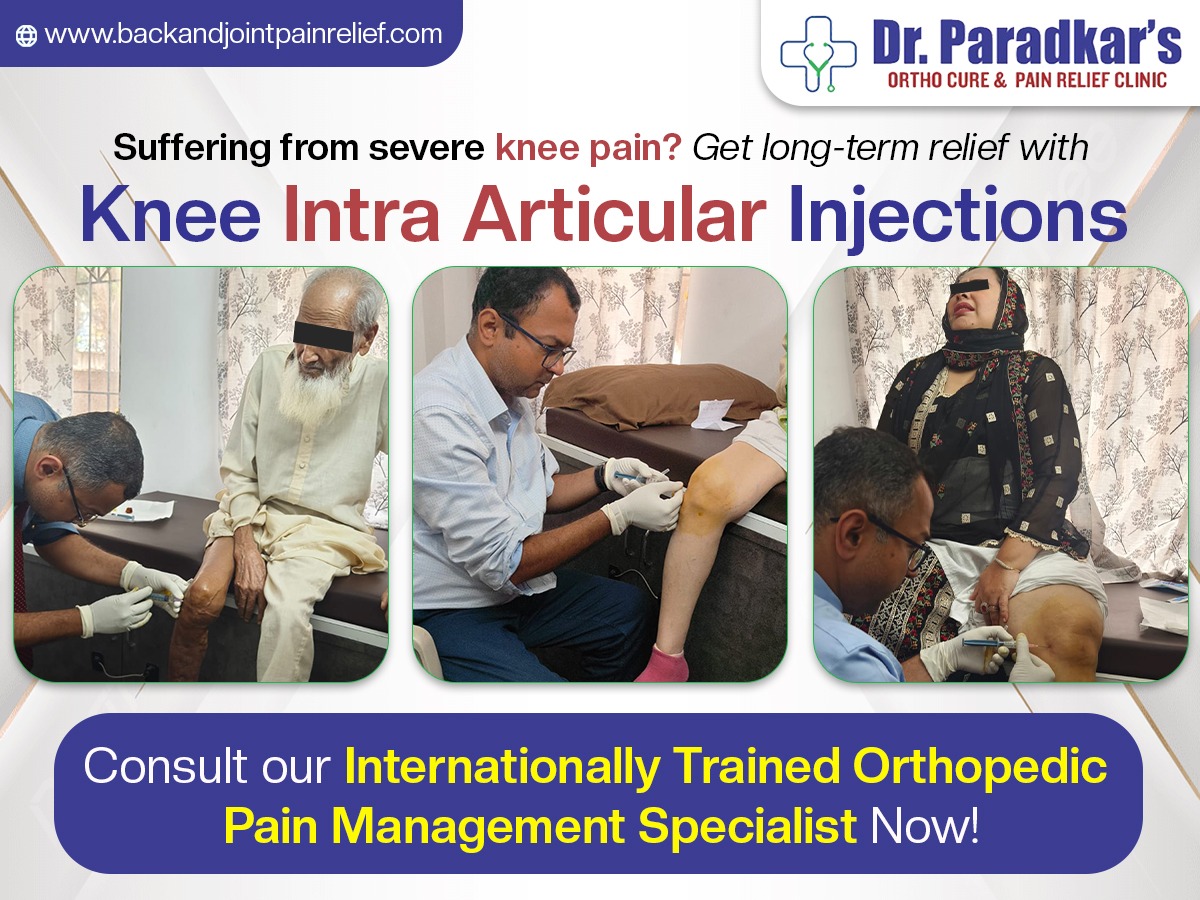 www.backandjointpainrelief.com
Dr. Paradkar's
ORTHO CURE & PAIN RELIEF CLINIC
Suffering from severe knee pain? Get long-term relief with
Knee Intra Articular Injections
Consult our Internationally Trained Orthopedic
Pain Management Specialist Now!